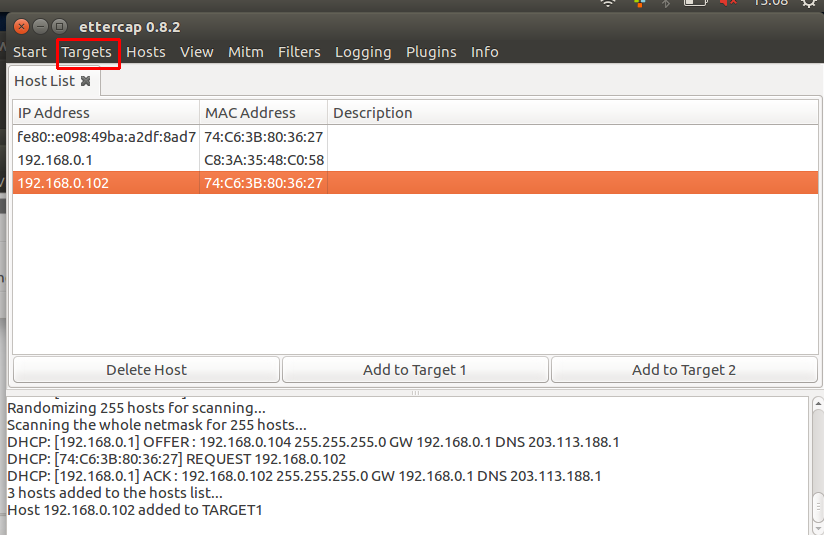 15:08
ettercap 0.8.2
Start Targets Hosts View Mitm Filters Logging Plugins Info
Host List
IP Address MAC Address Description
fe80::e098:49ba:a2df:8ad7 74:C6:3B:80:36:27
192.168.0.1 C8:3A:35:48:C0:58
192.168.0.102 74:C6:3B:80:36:27
Delete Host Add to Target 1 Add to Target 2
Randomizing 255 hosts for scanning...
Scanning the whole netmask for 255 hosts...
DHCP: [192.168.0.1] OFFER : 192.168.0.104 255.255.255.0 GW 192.168.0.1 DNS 203.113.188.1
DHCP: [74:C6:3B:80:36:27] REQUEST 192.168.0.102
DHCP: [192.168.0.1] ACK : 192.168.0.102 255.255.255.0 GW 192.168.0.1 DNS 203.113.188.1
3 hosts added to the hosts list...
Host 192.168.0.102 added to TARGET1